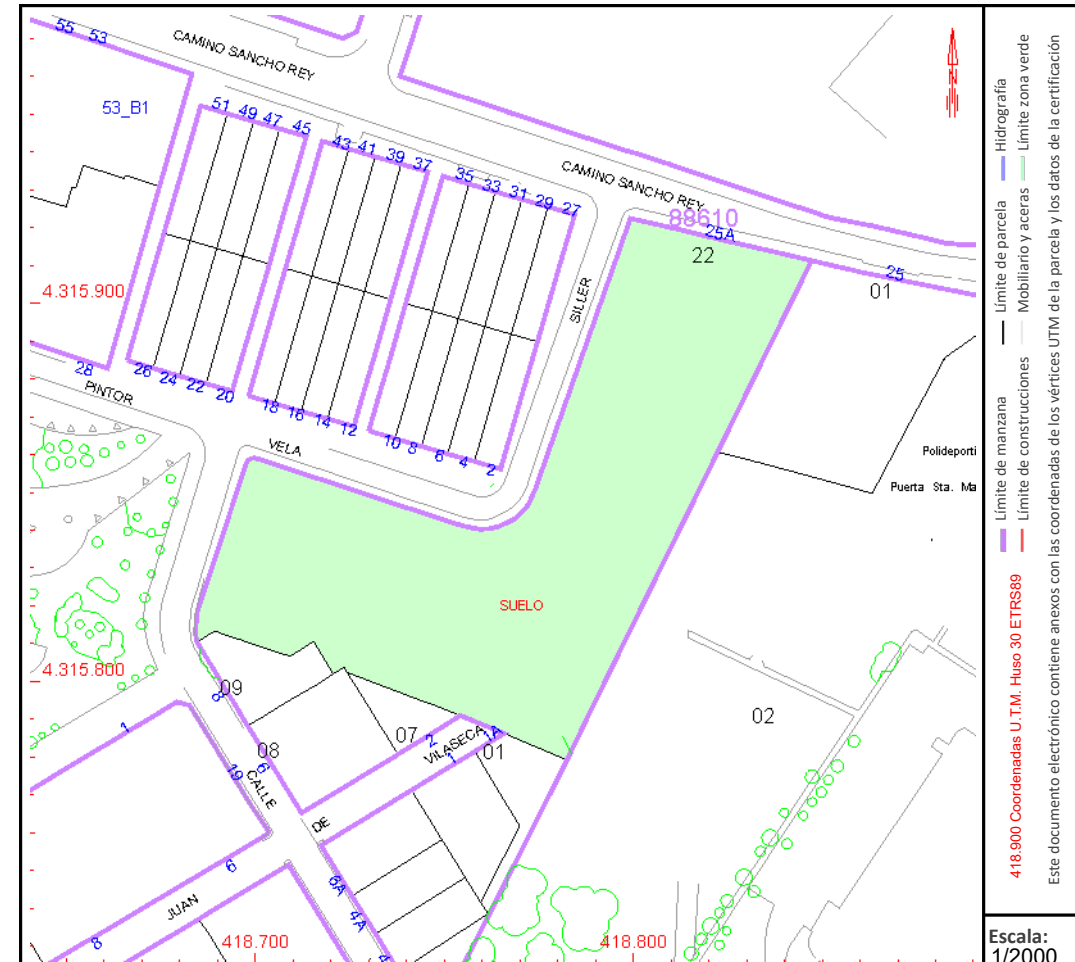 55 53
CAMINO SANCHO REY
53_B1
51 49 47 45
43 41 39 37
35 33 31 29 27
CAMINO SANCHO REY
88610
25A
22
25
01
4.315.900
SILLER
28
26 24 22 20
PINTOR
18 16 14 12
10 8 6 4 2
VELA
Polideporti
Puerta Sta. Ma
SUELO
4.315.800
09
8
02
1
07
2
VILASECA
1A
01
1
08
6
19
CALLE
DE
6
6A
4A
JUAN
8
4
418.700
418.800
N
Hidrografía
Límite zona verde
Límite de parcela
Mobiliario y aceras
Límite de manzana
Límite de construcciones
418.900 Coordenadas U.T.M. Huso 30 ETRS89
Este documento electrónico contiene anexos con las coordenadas de los vértices UTM de la parcela y los datos de la certificación
Escala:
1/2000